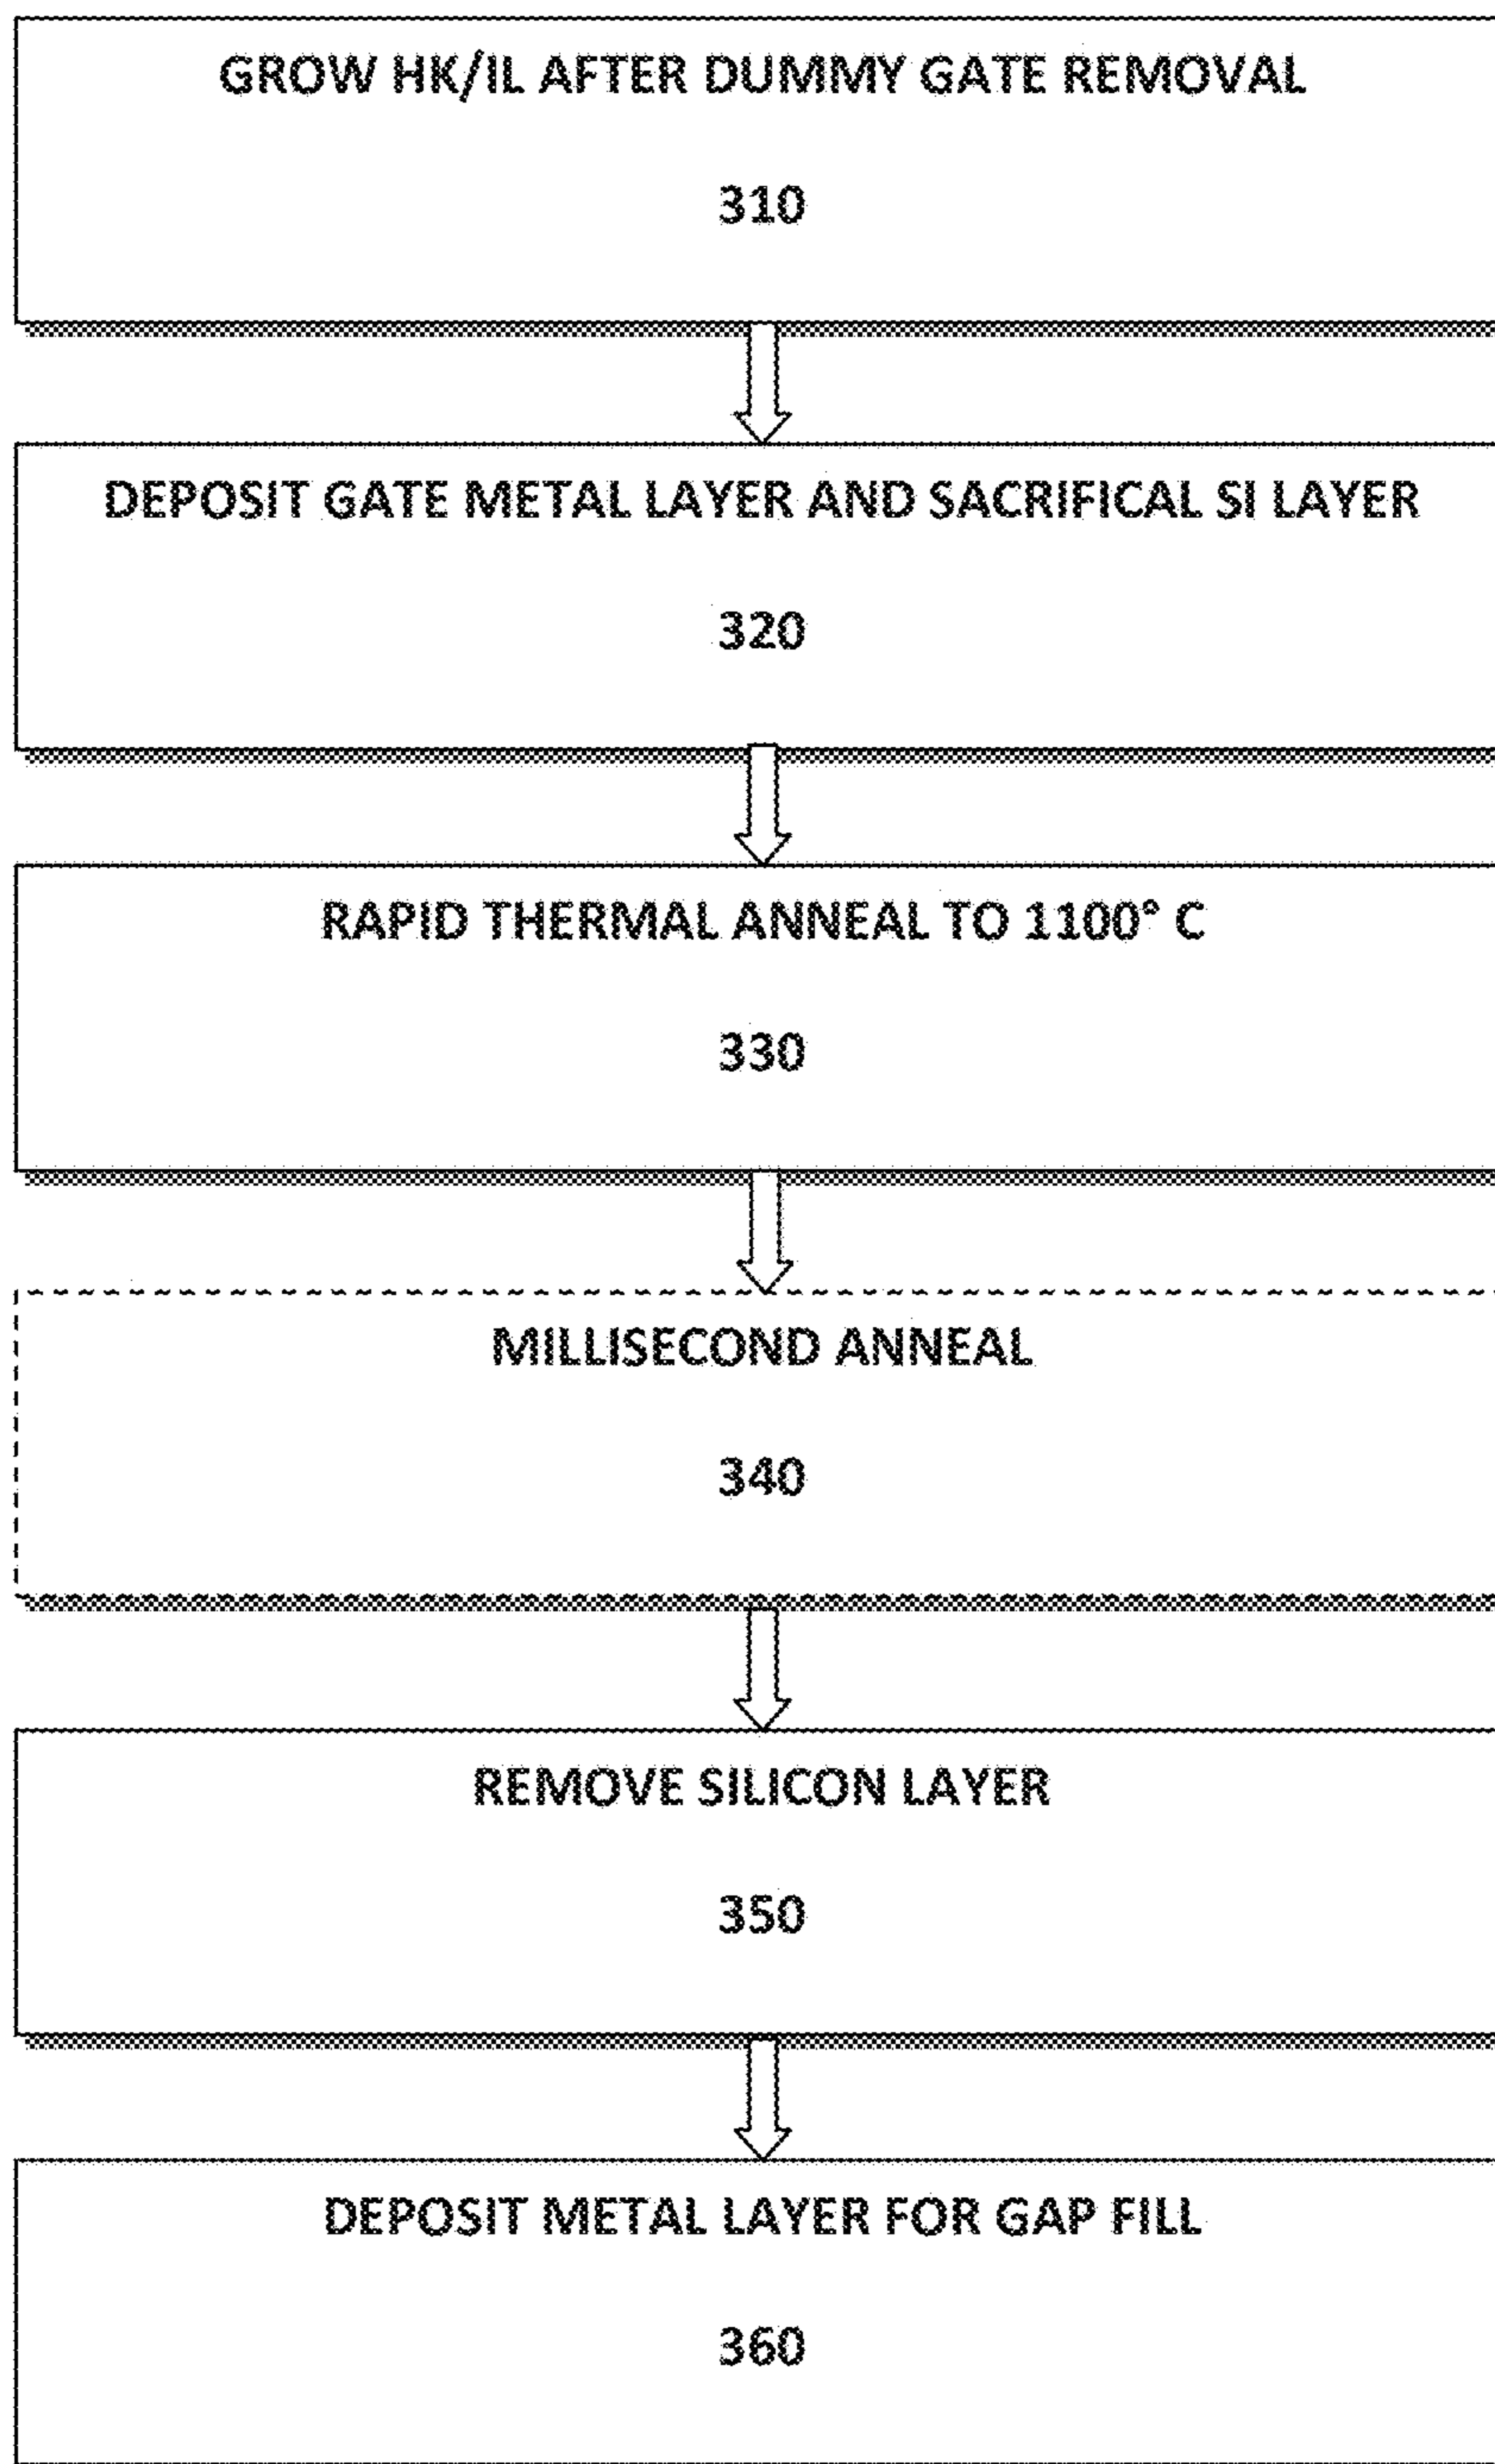 GROW HK/IL AFTER DUMMY GATE REMOVAL
310
DEPOSIT GATE METAL LAYER AND SACRIFICAL SI LAYER
320
RAPID THERMAL ANNEAL TO 1100° C
330
MILLISECOND ANNEAL
340
REMOVE SILICON LAYER
350
DEPOSIT METAL LAYER FOR GAP FILL
360